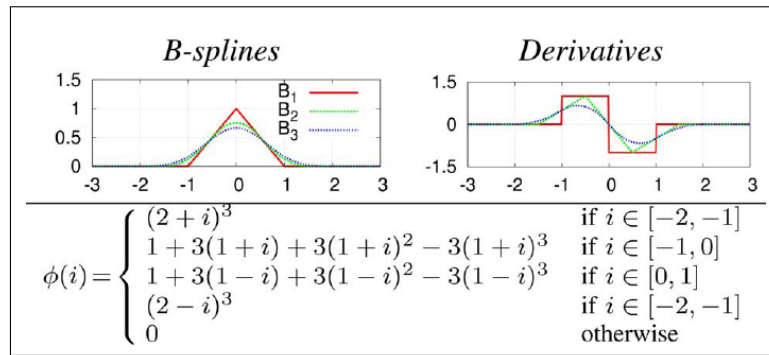 B-splines
Derivatives
1.5
1
0.5
0
-3 -2 -1 0 1 2 3
B₁
B₂
B₃
1.5
0
-1.5
-3 -2 -1 0 1 2 3
ϕ(i) = {
(2 + i)³ if i ∈ [−2, −1]
1 + 3(1 + i) + 3(1 + i)² − 3(1 + i)³ if i ∈ [−1, 0]
1 + 3(1 − i) + 3(1 − i)² − 3(1 − i)³ if i ∈ [0, 1]
(2 − i)³ if i ∈ [−2, −1]
0 otherwise